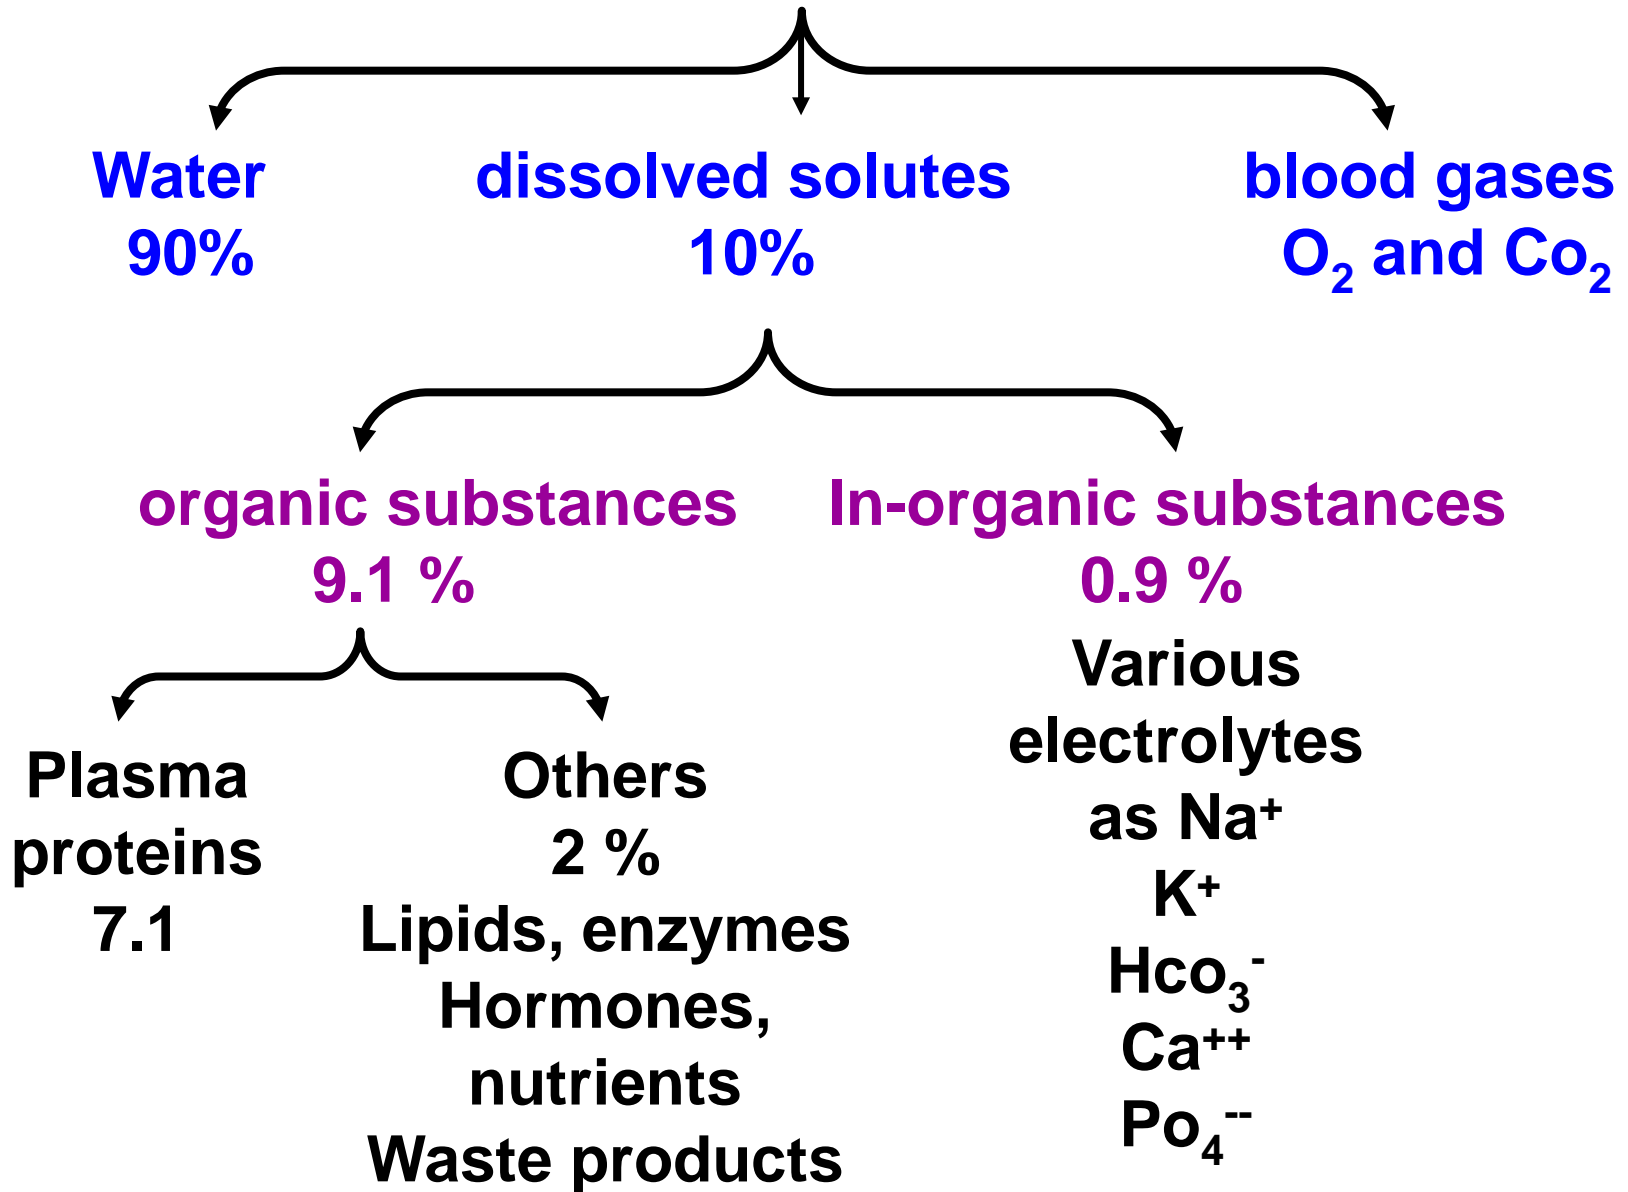 Water
90%
dissolved solutes
10%
blood gases
O₂ and Co₂
organic substances
9.1 %
In-organic substances
0.9 %
Plasma
proteins
7.1
Others
2 %
Lipids, enzymes
Hormones,
nutrients
Waste products
Various
electrolytes
as Na⁺
K⁺
Hco₃⁻
Ca⁺⁺
Po₄⁻⁻